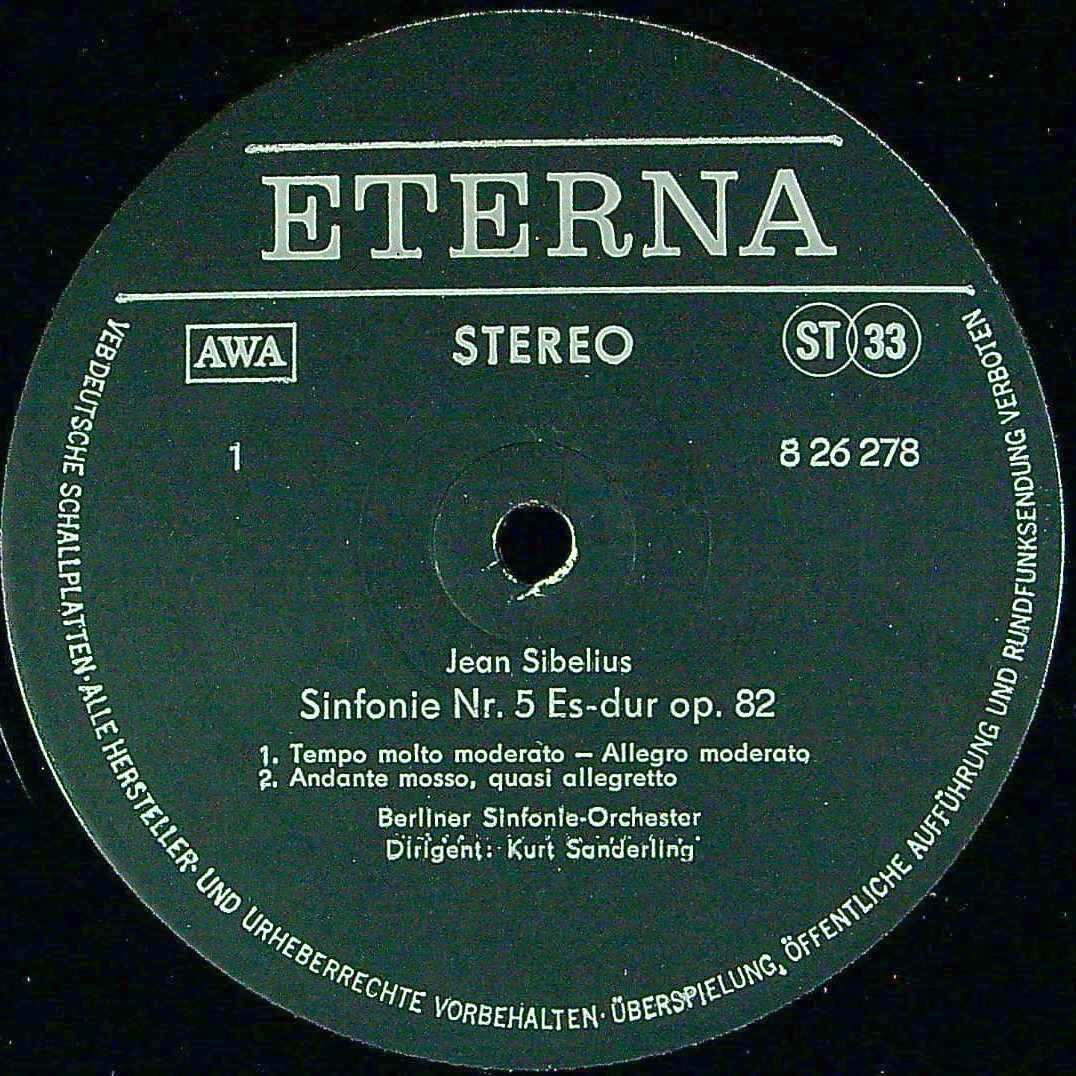 ETERNA
AWA
STEREO
ST 33
1
8 26 278
Jean Sibelius
Sinfonie Nr. 5 Es-dur op. 82
1. Tempo molto moderato – Allegro moderato
2. Andante mosso, quasi allegretto
Berliner Sinfonie-Orchester
Dirigent: Kurt Sanderling
VEB DEUTSCHE SCHALLPLATTEN · ALLE HERSTELLER- UND URHEBERRECHTE VORBEHALTEN · ÜBERSPIELUNG, ÖFFENTLICHE AUFFÜHRUNG UND RUNDFUNKSENDUNG VERBOTEN